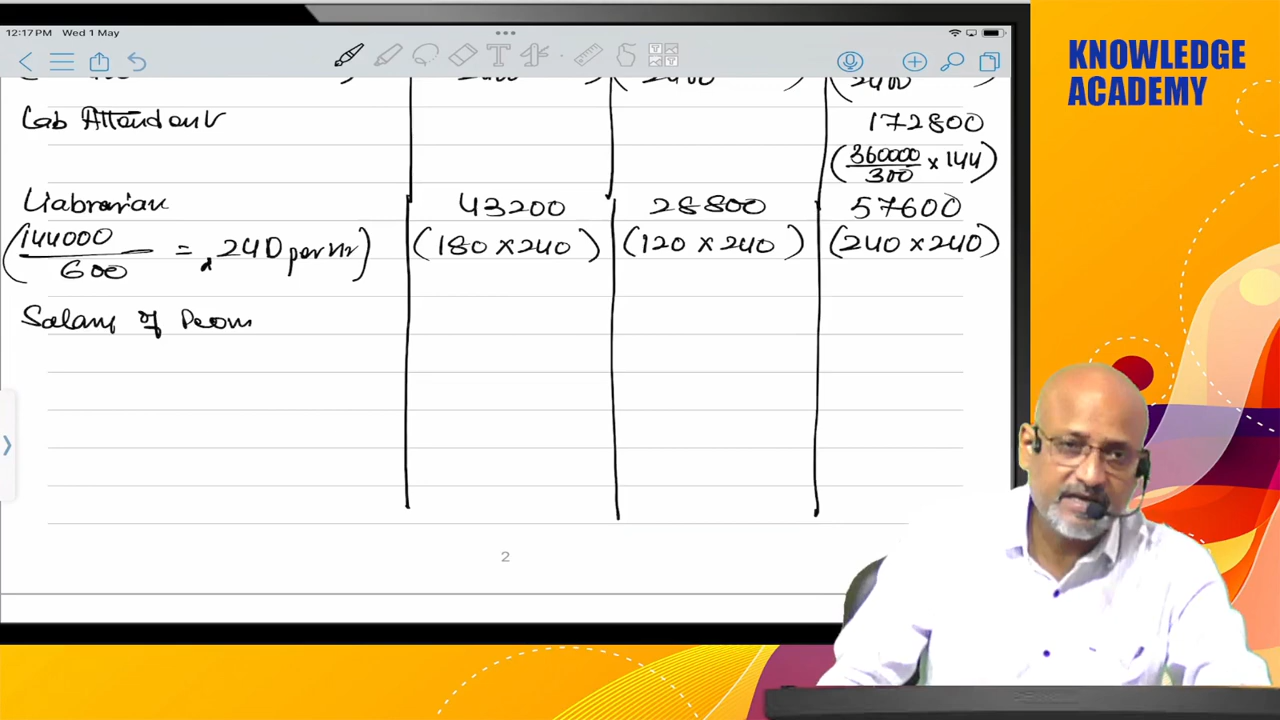 12:17 PM Wed 1 May
KNOWLEDGE
ACADEMY
2400
Lab Attendant 172800
(360000/300 × 144)
Liabrarian 43200 28800 57600
(144000/600 = 240 per Hr) (180 × 240) (120 × 240) (240 × 240)
Salary of Peons
2